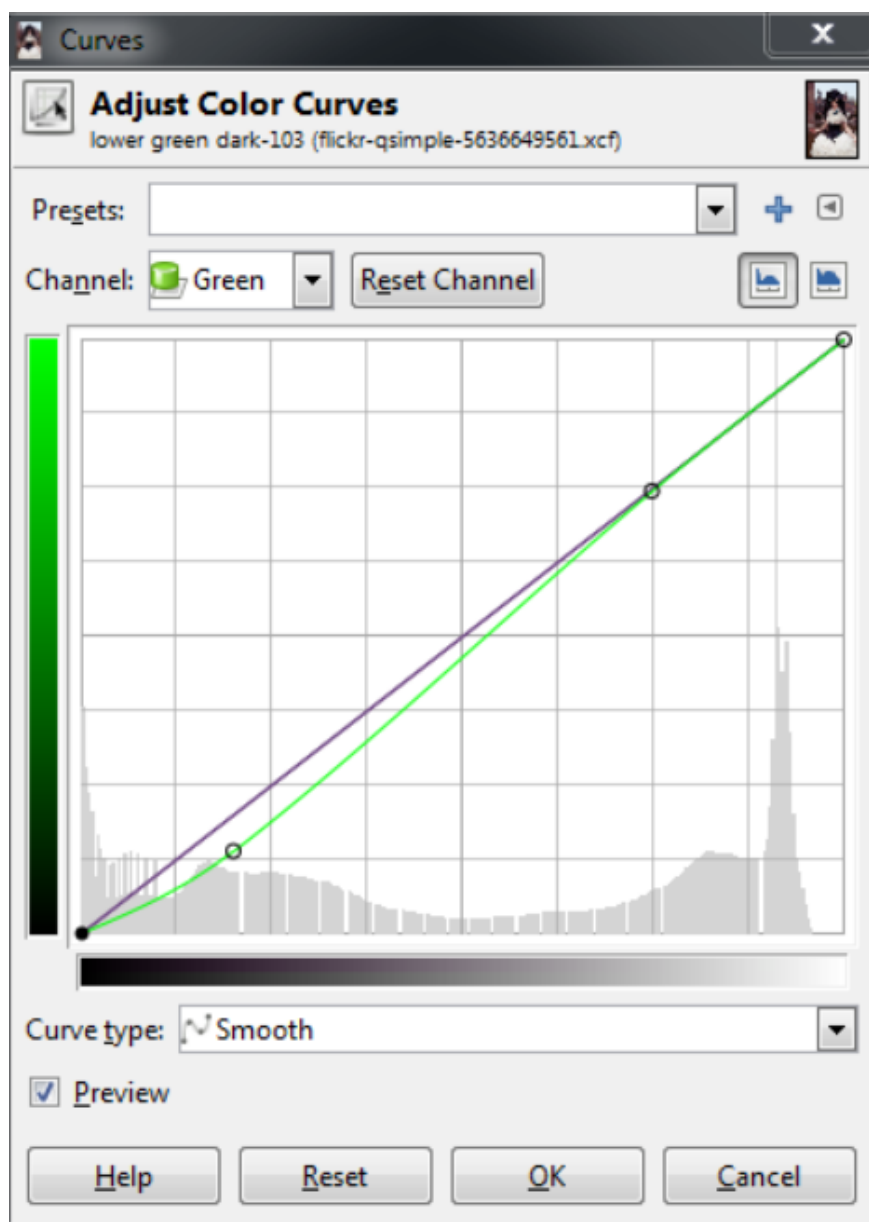 Curves
Adjust Color Curves
lower green dark-103 (flickr-qsimple-5636649561.xcf)
Presets:
Channel: Green Reset Channel
Curve type: Smooth
Preview
Help Reset OK Cancel